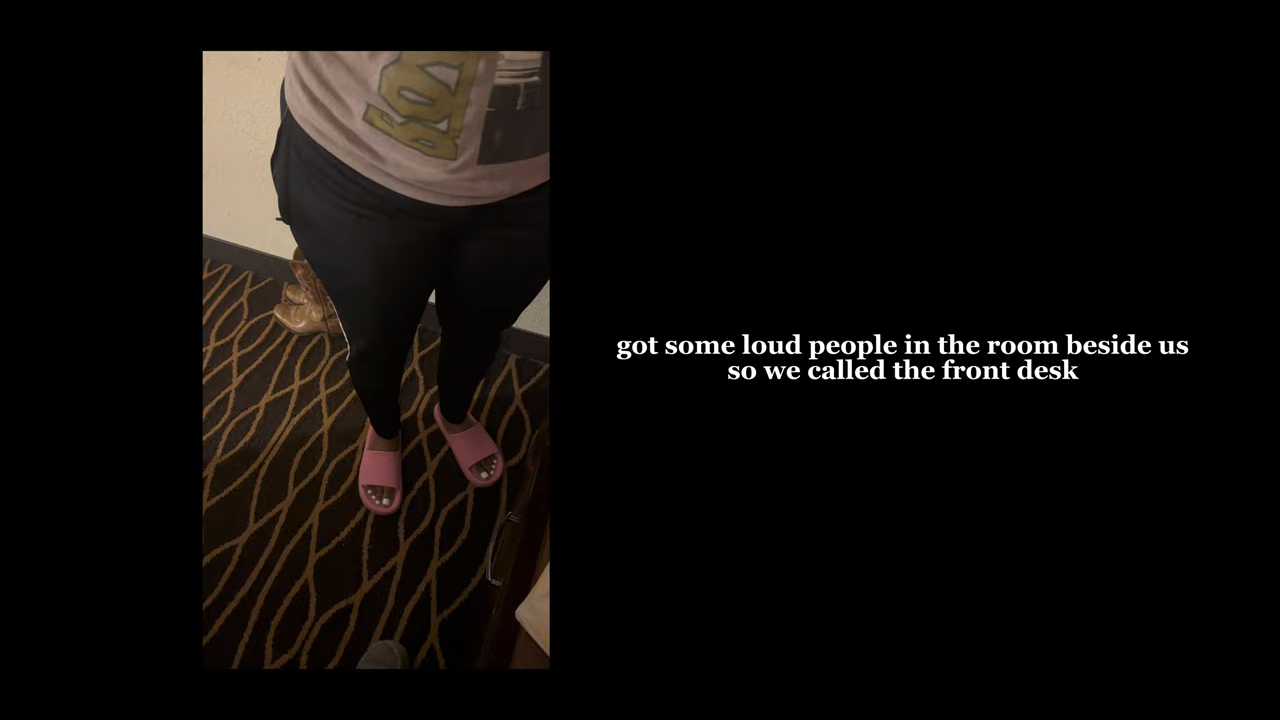 got some loud people in the room beside us
so we called the front desk